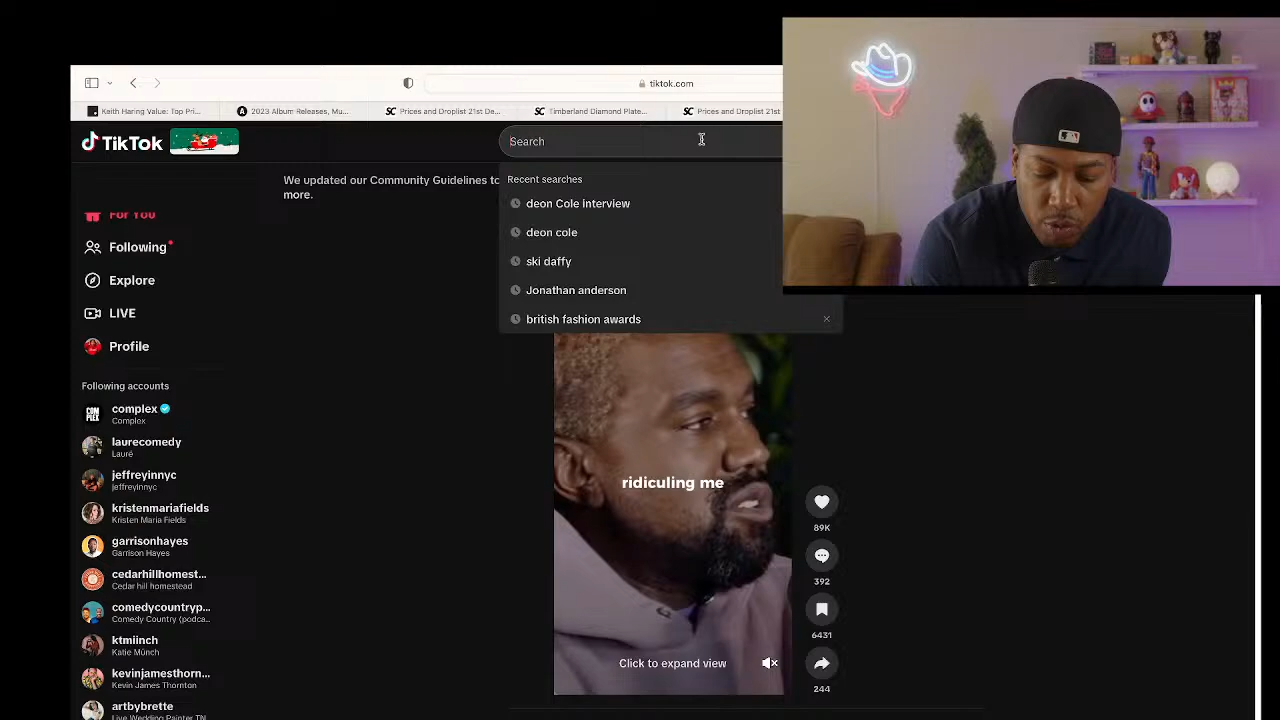 tiktok.com
Keith Haring Value: Top Pri...
2023 Album Releases, Mu...
Prices and Droplist 21st De...
Timberland Diamond Plate...
Prices and Droplist 21st
TikTok
Search
We updated our Community Guidelines to
more.
Recent searches
deon Cole interview
deon cole
ski daffy
Jonathan anderson
british fashion awards
For You
Following
Explore
LIVE
Profile
Following accounts
complex
Complex
laurecomedy
Lauré
jeffreyinnyc
jeffreyinnyc
kristenmariafields
Kristen Maria Fields
garrisonhayes
Garrison Hayes
cedarhillhomest...
Cedar hill homestead
comedycountryp...
Comedy Country (podca...
ktmiinch
Katie Münch
kevinjamesthorn...
Kevin James Thornton
artbybrette
Live Wedding Painter TN
ridiculing me
Click to expand view
89K
392
6431
244